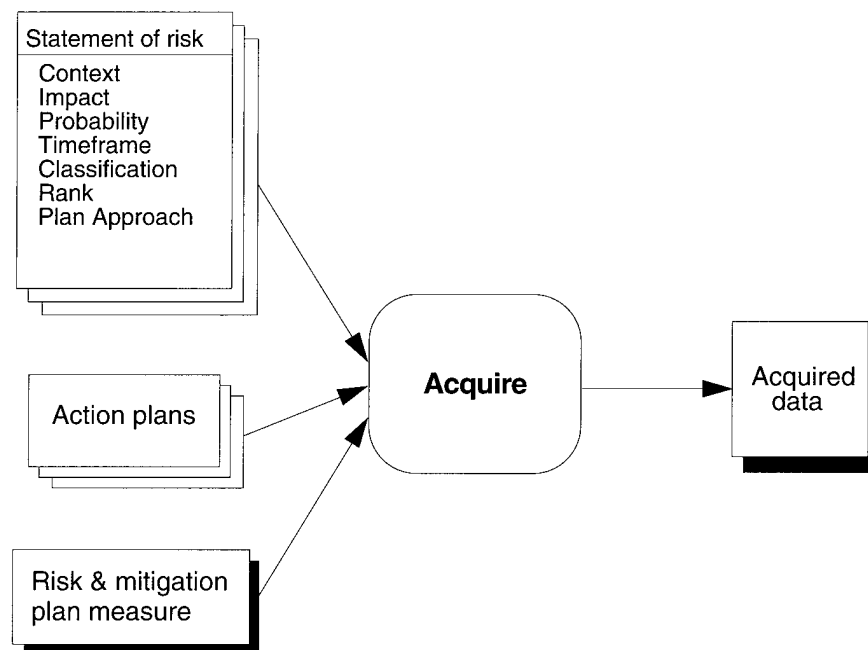 Statement of risk
Context
Impact
Probability
Timeframe
Classification
Rank
Plan Approach
Action plans
Risk & mitigation
plan measure
Acquire
Acquired
data